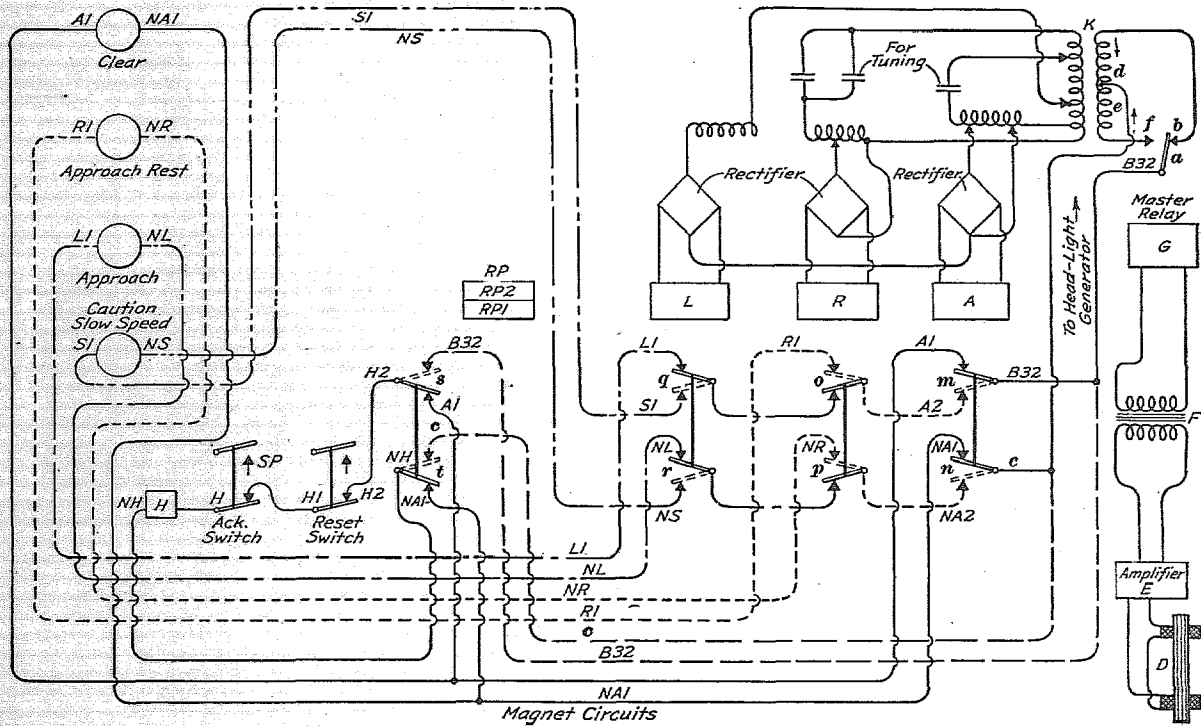 A1 NA1
Clear
S1
NS
R1 NR
Approach Rest
L1 NL
Approach
Caution
Slow Speed
S1 NS
For
Tuning
K
d
e
f b
a
B32
Rectifier
Rectifier
Master
Relay
G
To Head-Light
Generator
L R A
RP
RP2
RP1
B32
H2
s
A1
c
NH
t
NA1
L1
q
S1
NL
r
NS
R1
o
A2
NR
p
NA2
A1
m
B32
NA1
n
c
F
SP
NH H H
Ack.
Switch
H1 H2
Reset
Switch
L1
NL
NR
R1
c
B32
NA1
Amplifier
E
D
Magnet Circuits